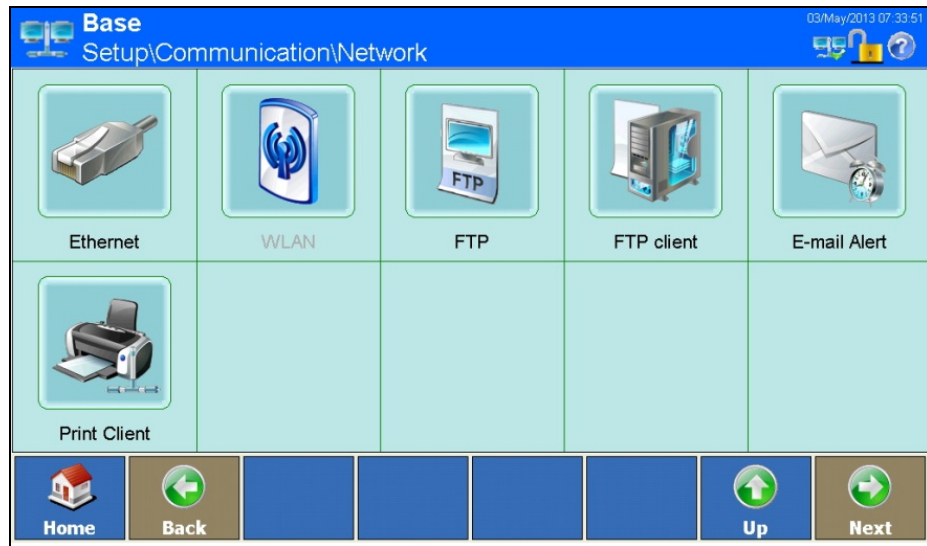 Base
03/May/2013 07:33:51
Setup\Communication\Network
?
FTP
Ethernet
WLAN
FTP
FTP client
E-mail Alert
Print Client
Home
Back
Up
Next